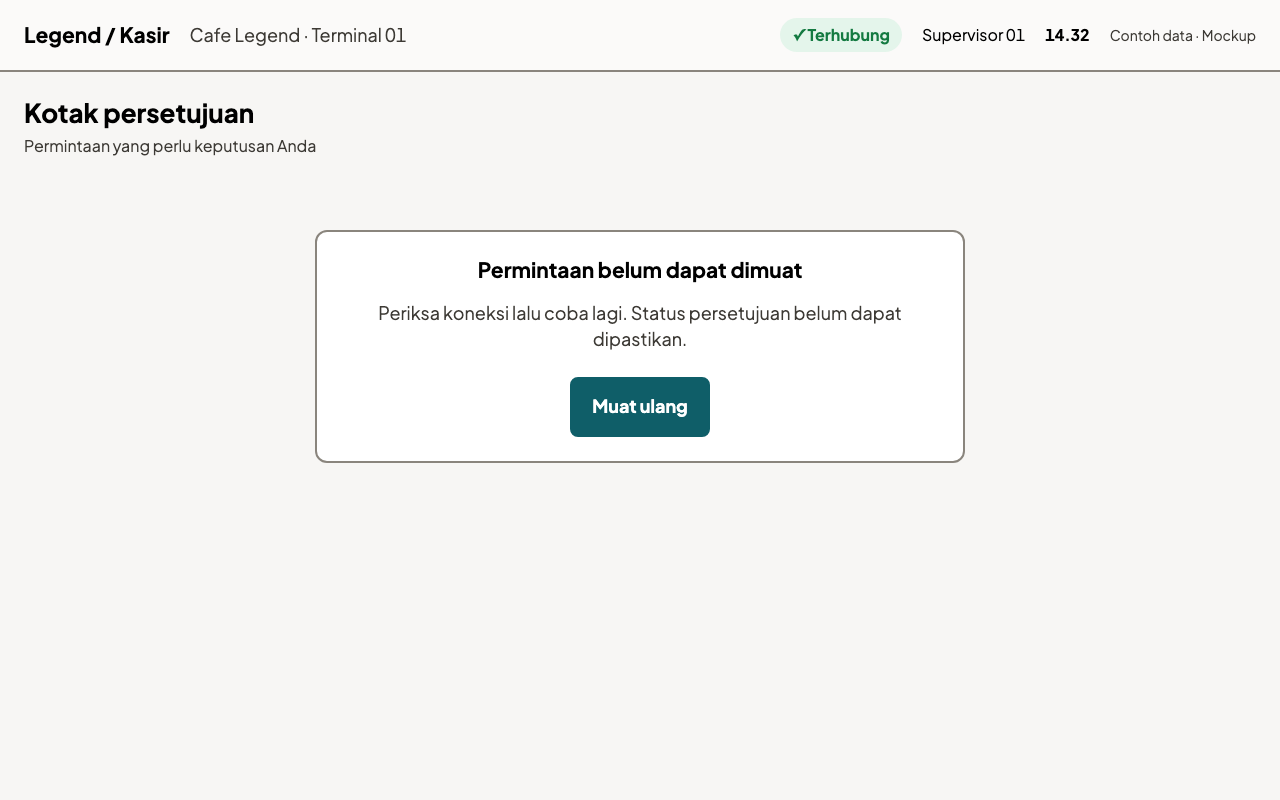 Legend / Kasir
Cafe Legend · Terminal 01
✓Terhubung
Supervisor 01
14.32
Contoh data · Mockup
Kotak persetujuan
Permintaan yang perlu keputusan Anda
Permintaan belum dapat dimuat
Periksa koneksi lalu coba lagi. Status persetujuan belum dapat
dipastikan.
Muat ulang